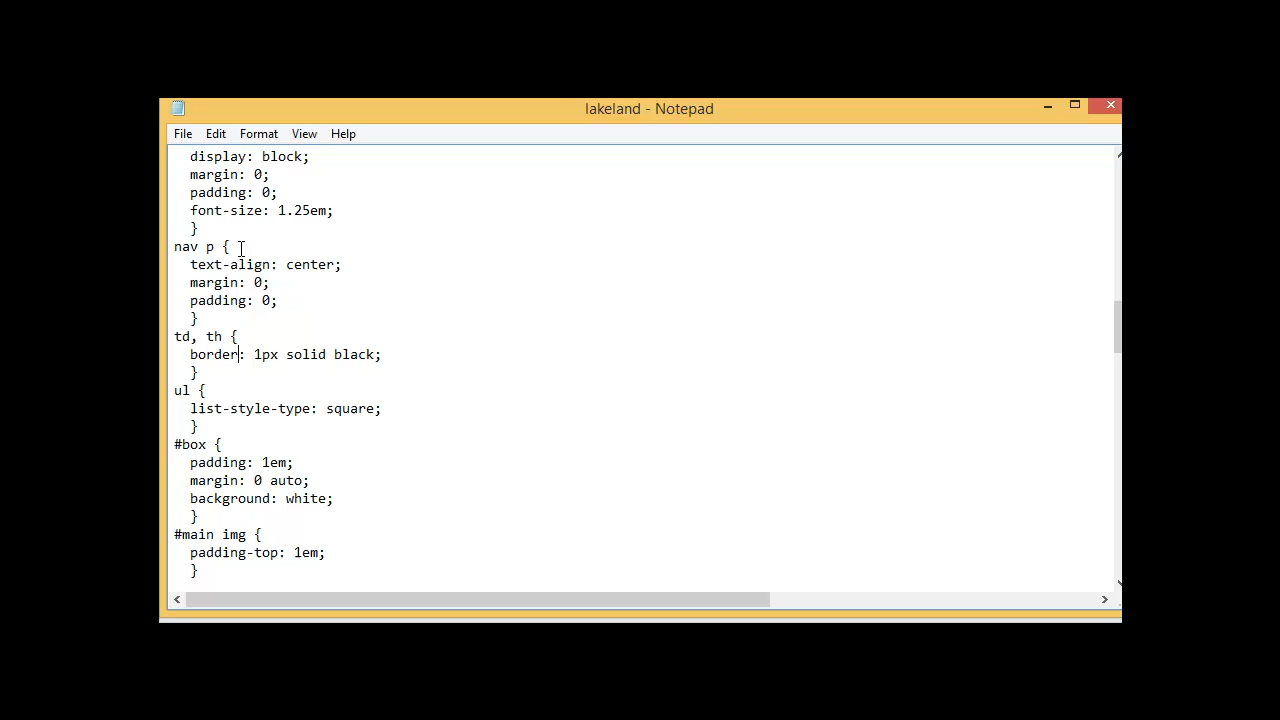 lakeland - Notepad
File Edit Format View Help
display: block;
margin: 0;
padding: 0;
font-size: 1.25em;
}
nav p {
text-align: center;
margin: 0;
padding: 0;
}
td, th {
border: 1px solid black;
}
ul {
list-style-type: square;
}
#box {
padding: 1em;
margin: 0 auto;
background: white;
}
#main img {
padding-top: 1em;
}